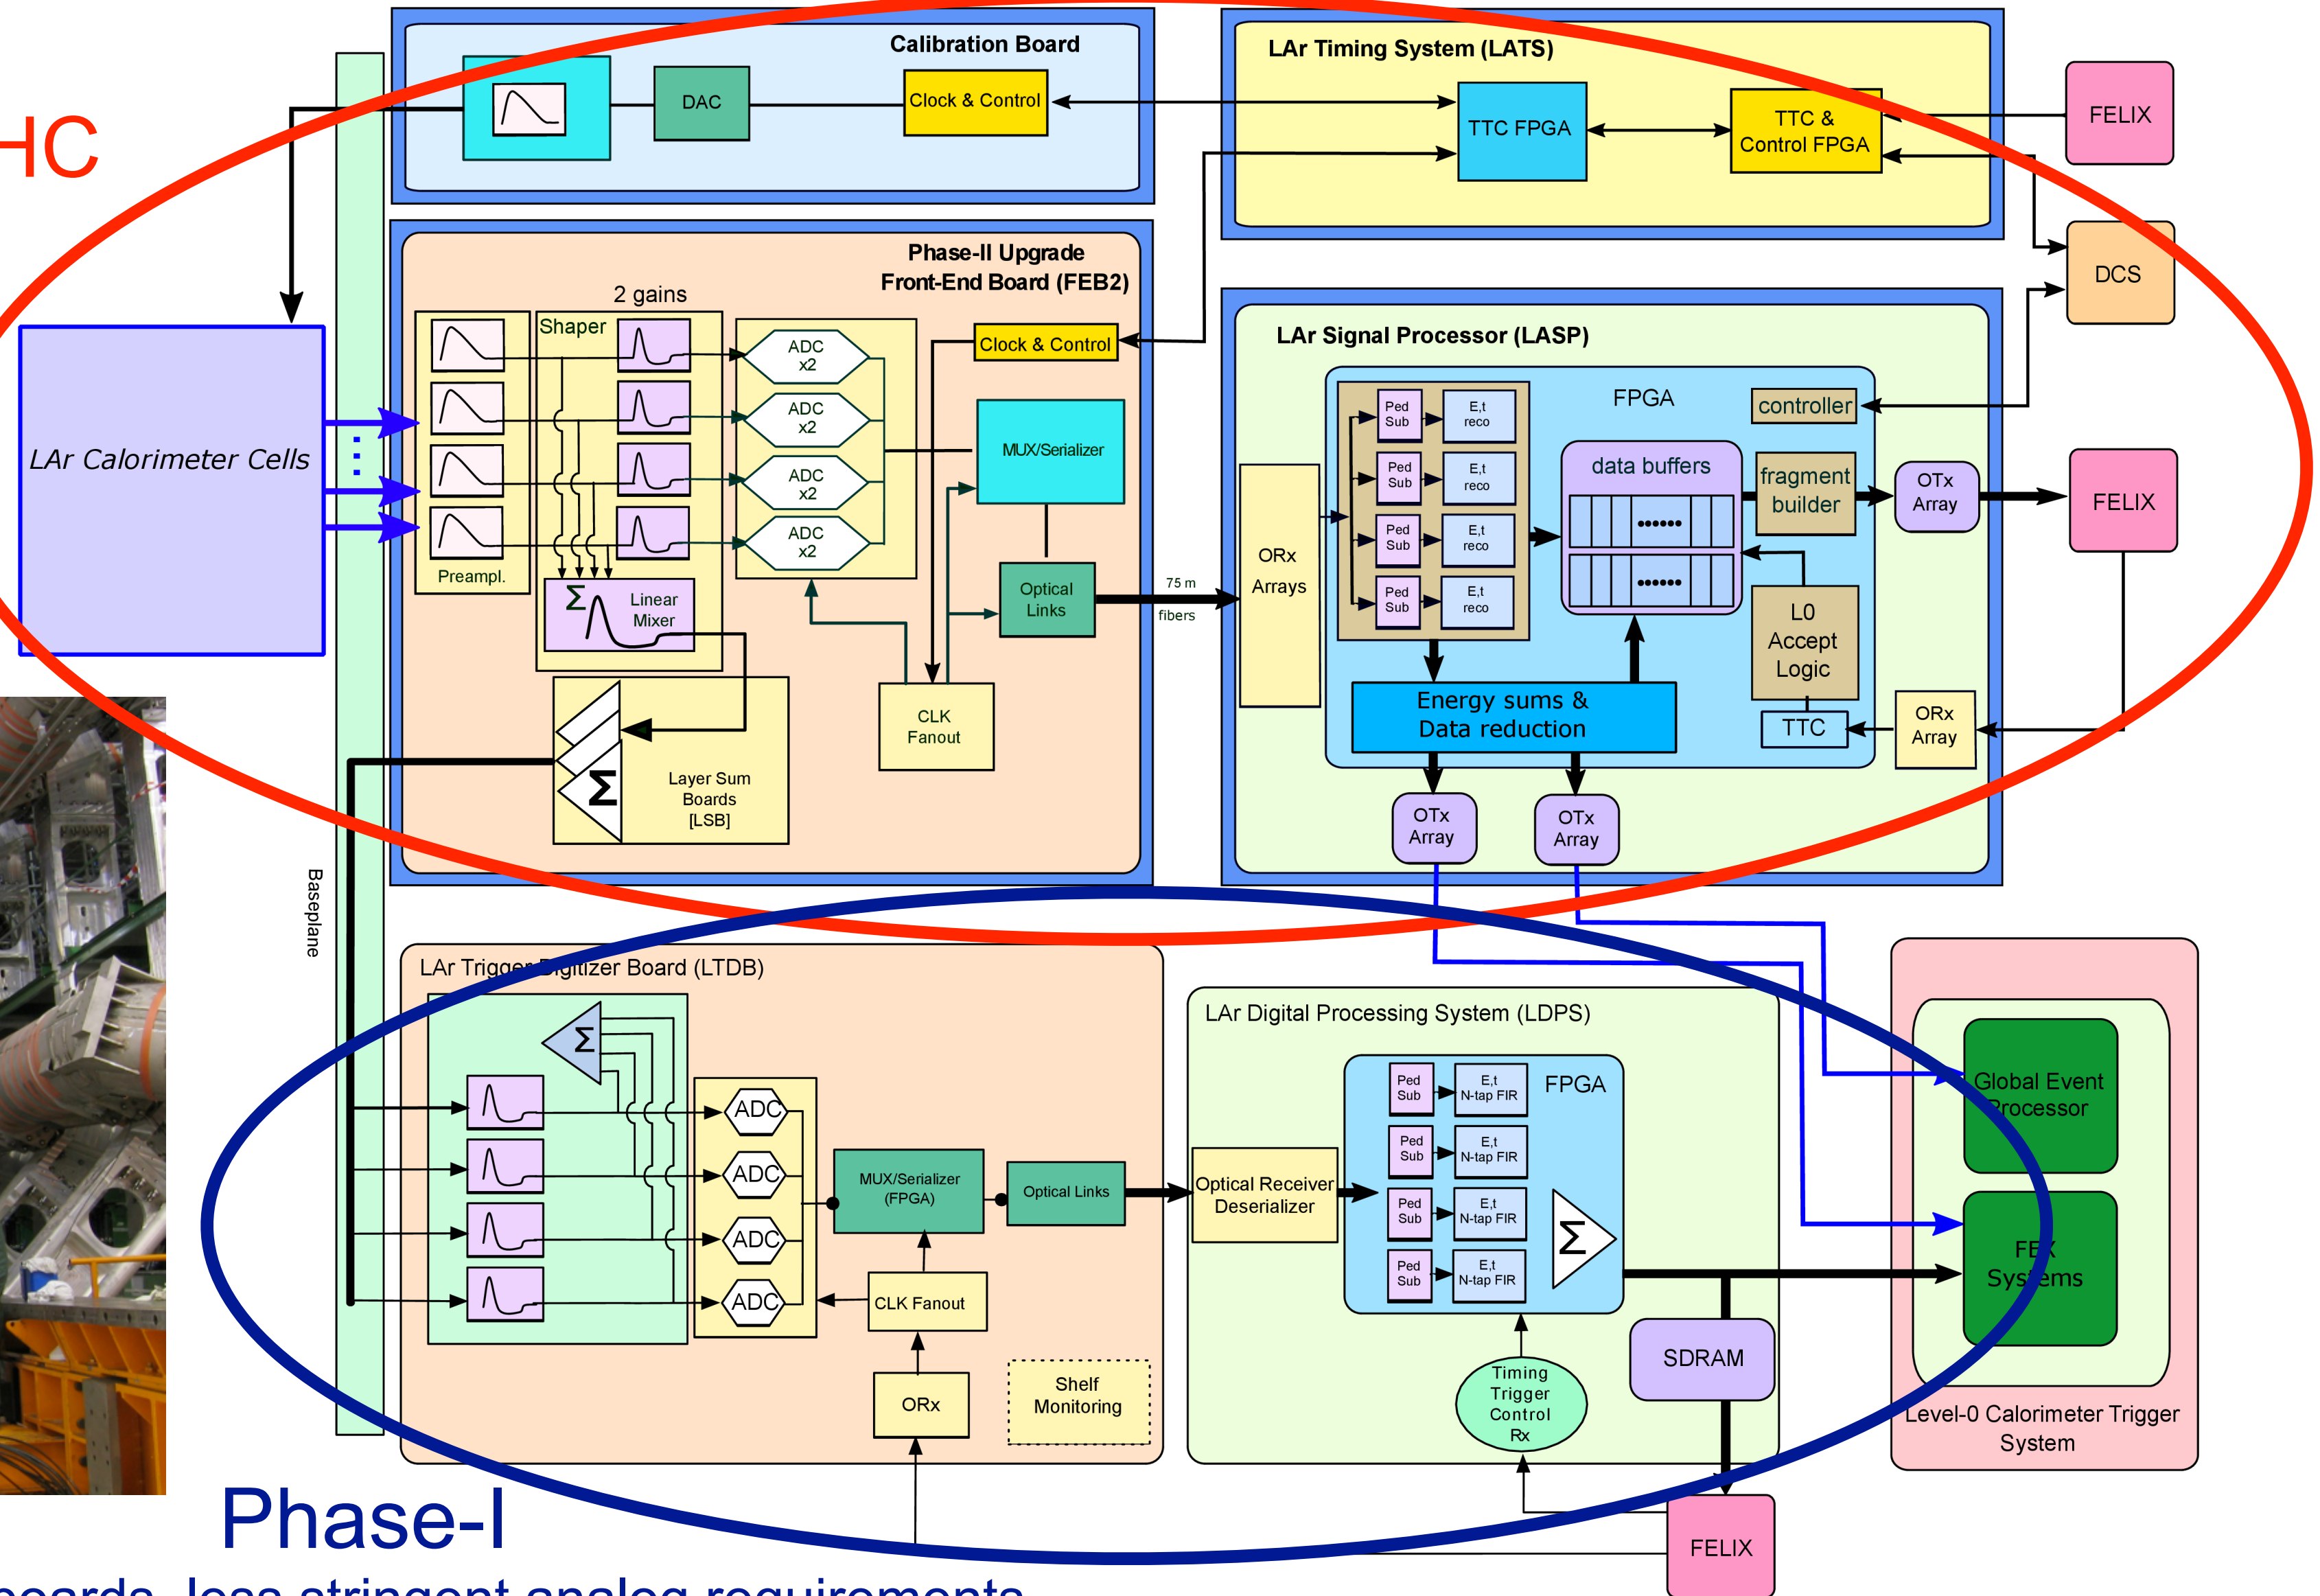 HC
Calibration Board
DAC
Clock & Control
LAr Timing System (LATS)
TTC FPGA
TTC &
Control FPGA
FELIX
DCS
Phase-II Upgrade
Front-End Board (FEB2)
2 gains
Shaper
ADC
x2
ADC
x2
ADC
x2
ADC
x2
Clock & Control
MUX/Serializer
Optical
Links
Preampl.
Σ
Linear
Mixer
CLK
Fanout
Σ
Layer Sum
Boards
[LSB]
LAr Calorimeter Cells
Baseplane
75 m
fibers
LAr Signal Processor (LASP)
FPGA
ORx
Arrays
Ped
Sub
E,t
reco
Ped
Sub
E,t
reco
Ped
Sub
E,t
reco
Ped
Sub
E,t
reco
controller
data buffers
fragment
builder
OTx
Array
FELIX
L0
Accept
Logic
TTC
ORx
Array
Energy sums &
Data reduction
OTx
Array
OTx
Array
LAr Trigger Digitizer Board (LTDB)
Σ
ADC
ADC
ADC
ADC
MUX/Serializer
(FPGA)
Optical Links
CLK Fanout
ORx
Shelf
Monitoring
LAr Digital Processing System (LDPS)
Optical Receiver
Deserializer
FPGA
Ped
Sub
E,t
N-tap FIR
Ped
Sub
E,t
N-tap FIR
Ped
Sub
E,t
N-tap FIR
Ped
Sub
E,t
N-tap FIR
Σ
Timing
Trigger
Control
Rx
SDRAM
FELIX
Global Event
Processor
FEX
Systems
Level-0 Calorimeter Trigger
System
Phase-I
boards, less stringent analog requirements